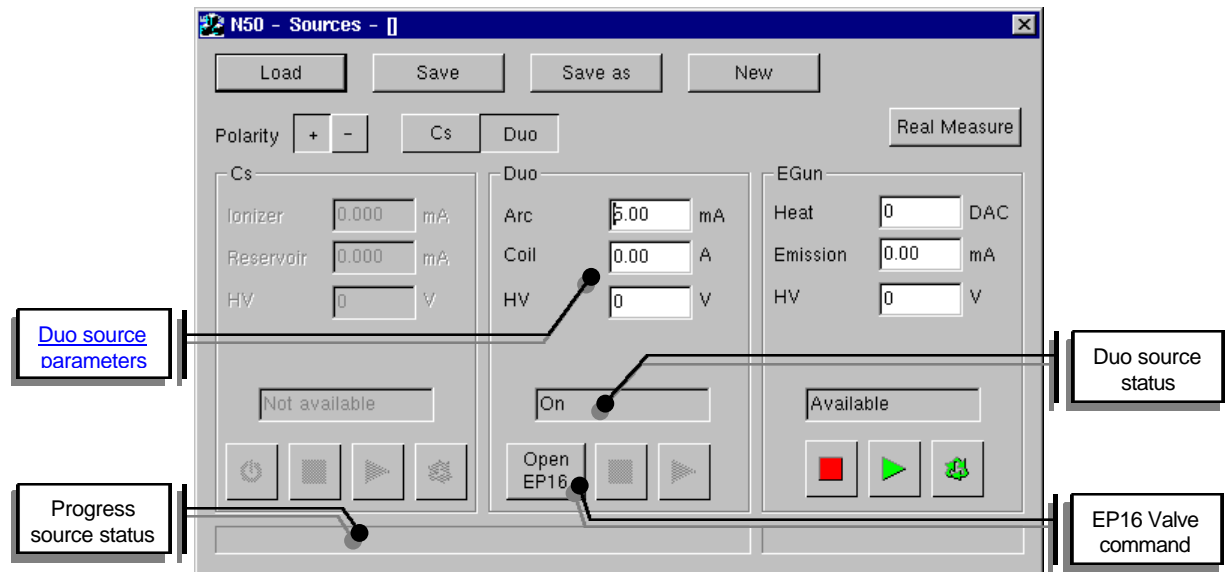 N50 - Sources - []
Load Save Save as New
Polarity + - Cs Duo Real Measure
Cs Duo EGun
Ionizer 0.000 mA Arc 5.00 mA Heat 0 DAC
Reservoir 0.000 mA Coil 0.00 A Emission 0.00 mA
HV 0 V HV 0 V HV 0 V
Duo source
parameters
Duo source
status
Not available On Available
Open
EP16
Progress
source status
EP16 Valve
command